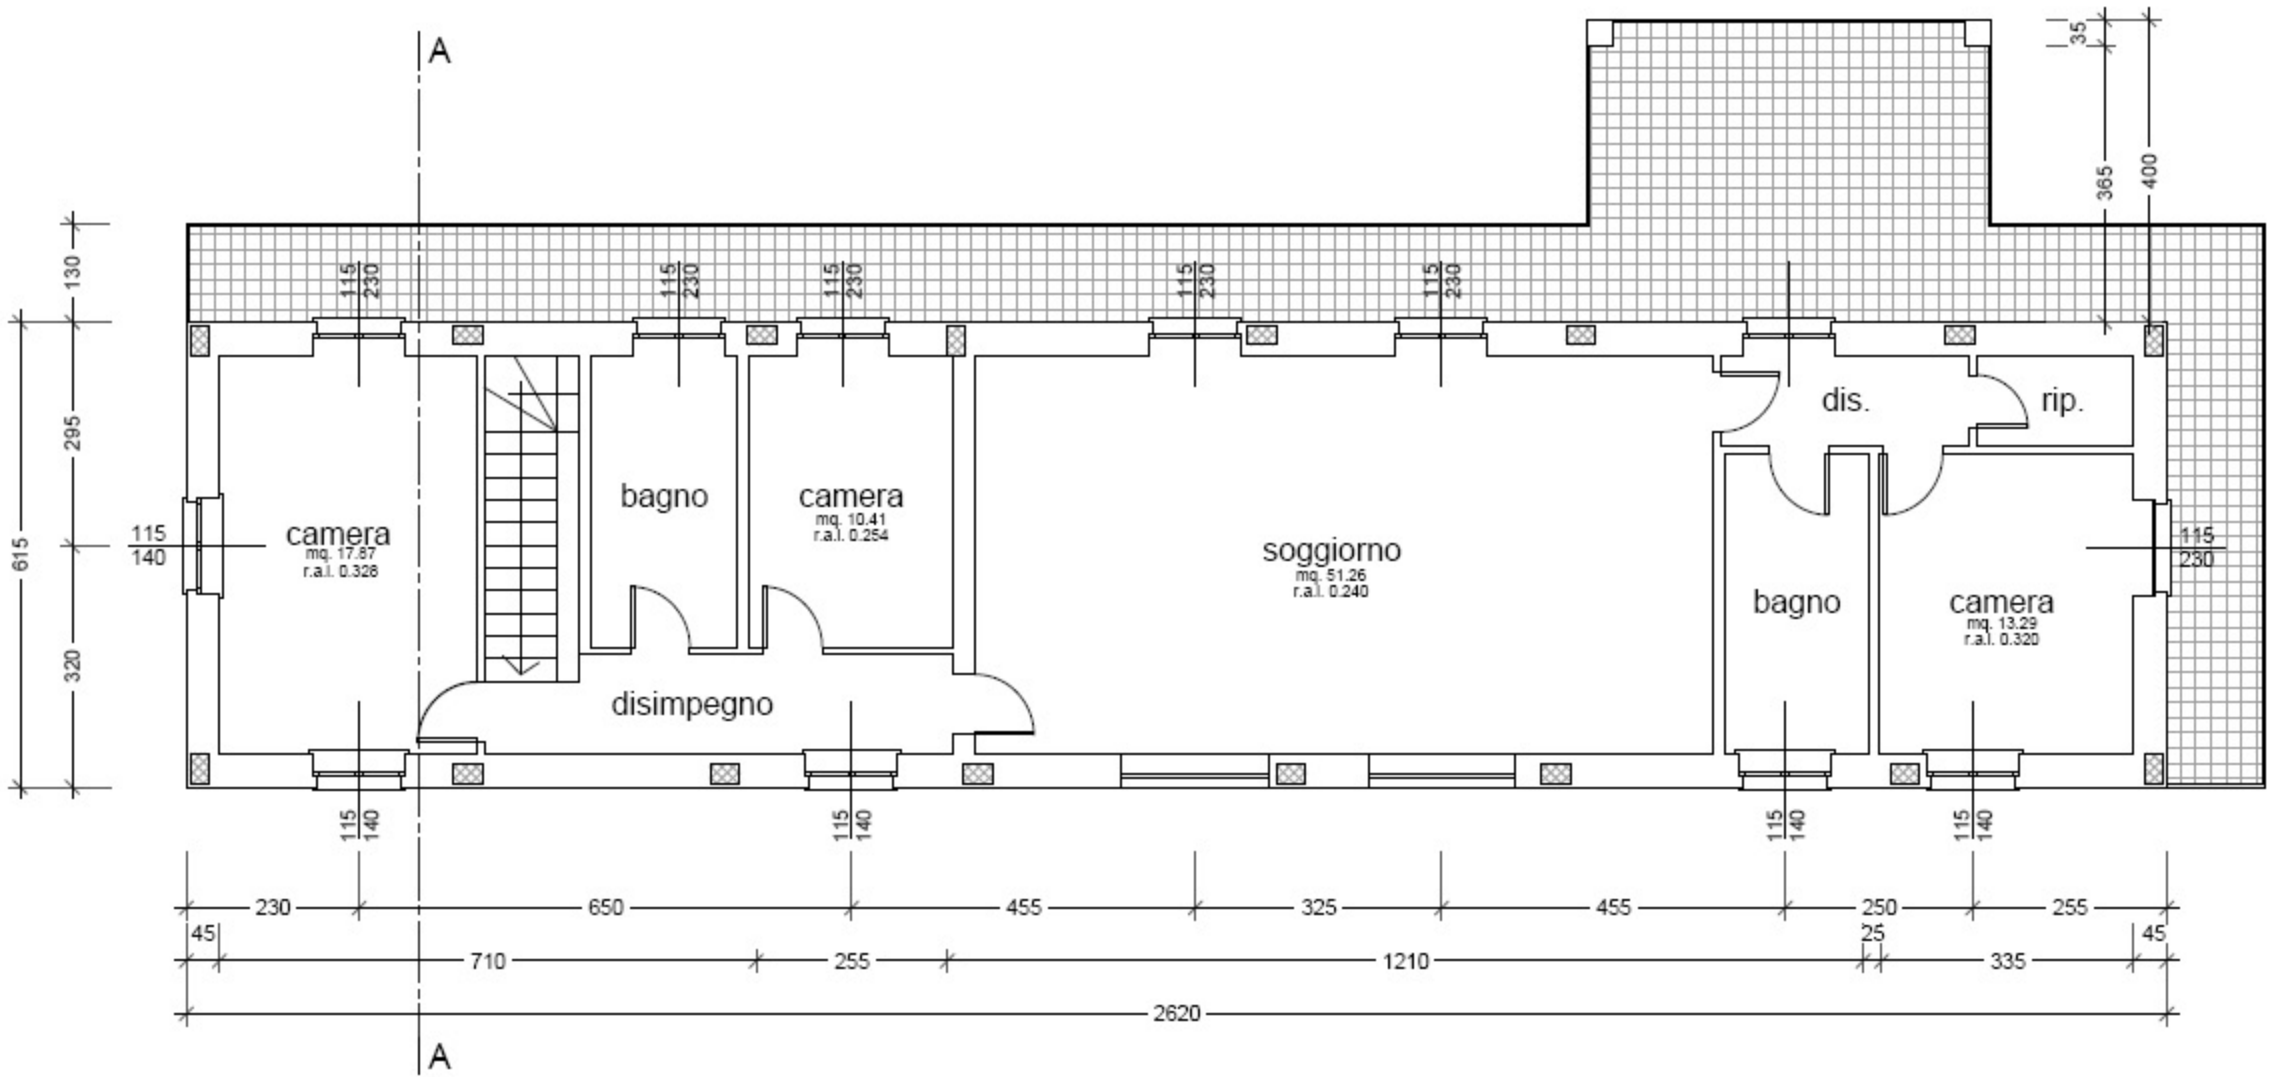 A
35
365
400
130
115
230
115
230
115
230
115
230
115
230
295
615
320
dis.
rip.
bagno
camera
mq. 10.41
r.a.l. 0.254
camera
mq. 17.87
r.a.l. 0.328
115
140
soggiorno
mq. 51.26
r.a.l. 0.240
115
230
bagno
camera
mq. 13.29
r.a.l. 0.320
disimpegno
115
140
115
140
115
140
115
140
230 650 455 325 455 250 255
45 25 45
710 255 1210 335
2620
A